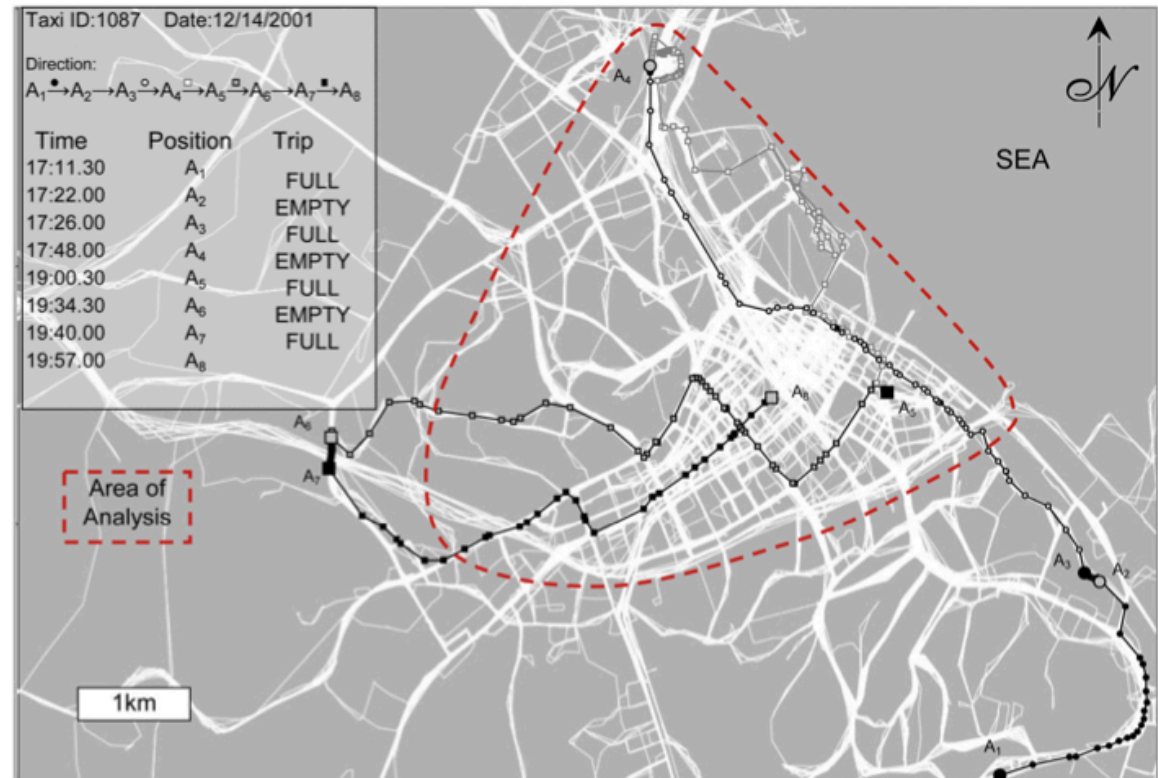 Taxi ID:1087 Date:12/14/2001
Direction:
A₁→A₂→A₃→A₄→A₅→A₆→A₇→A₈
Time Position Trip
17:11.30 A₁
FULL
17:22.00 A₂
EMPTY
17:26.00 A₃
FULL
17:48.00 A₄
EMPTY
19:00.30 A₅
FULL
19:34.30 A₆
EMPTY
19:40.00 A₇
FULL
19:57.00 A₈
A₄
N
SEA
A₈
A₅
A₆
A₇
Area of
Analysis
A₃
A₂
1km
A₁